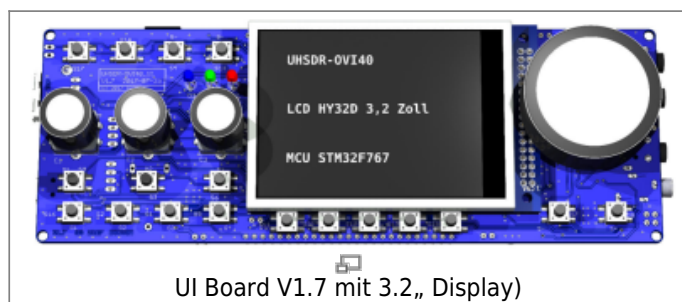 UHSDR-OVI40
LCD HY32D 3,2 Zoll
MCU STM32F767
UI Board V1.7 mit 3.2„ Display)